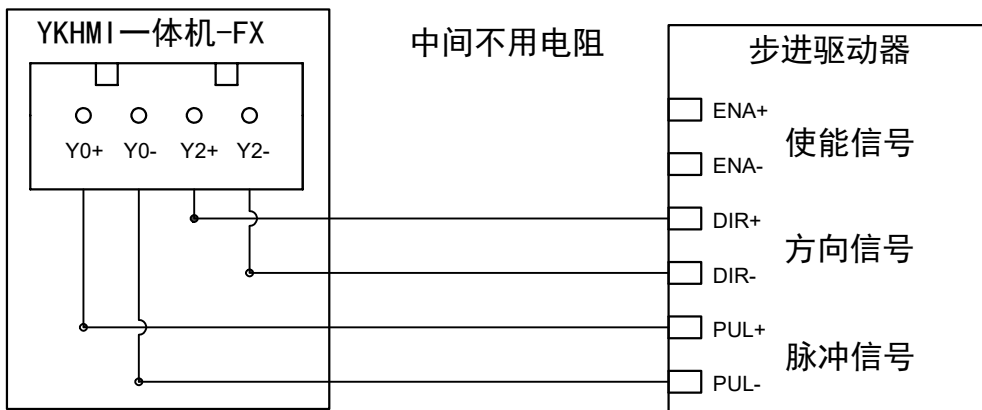 YKHMI一体机-FX
Y0+ Y0- Y2+ Y2-
中间不用电阻
步进驱动器
ENA+
使能信号
ENA-
DIR+
方向信号
DIR-
PUL+
脉冲信号
PUL-